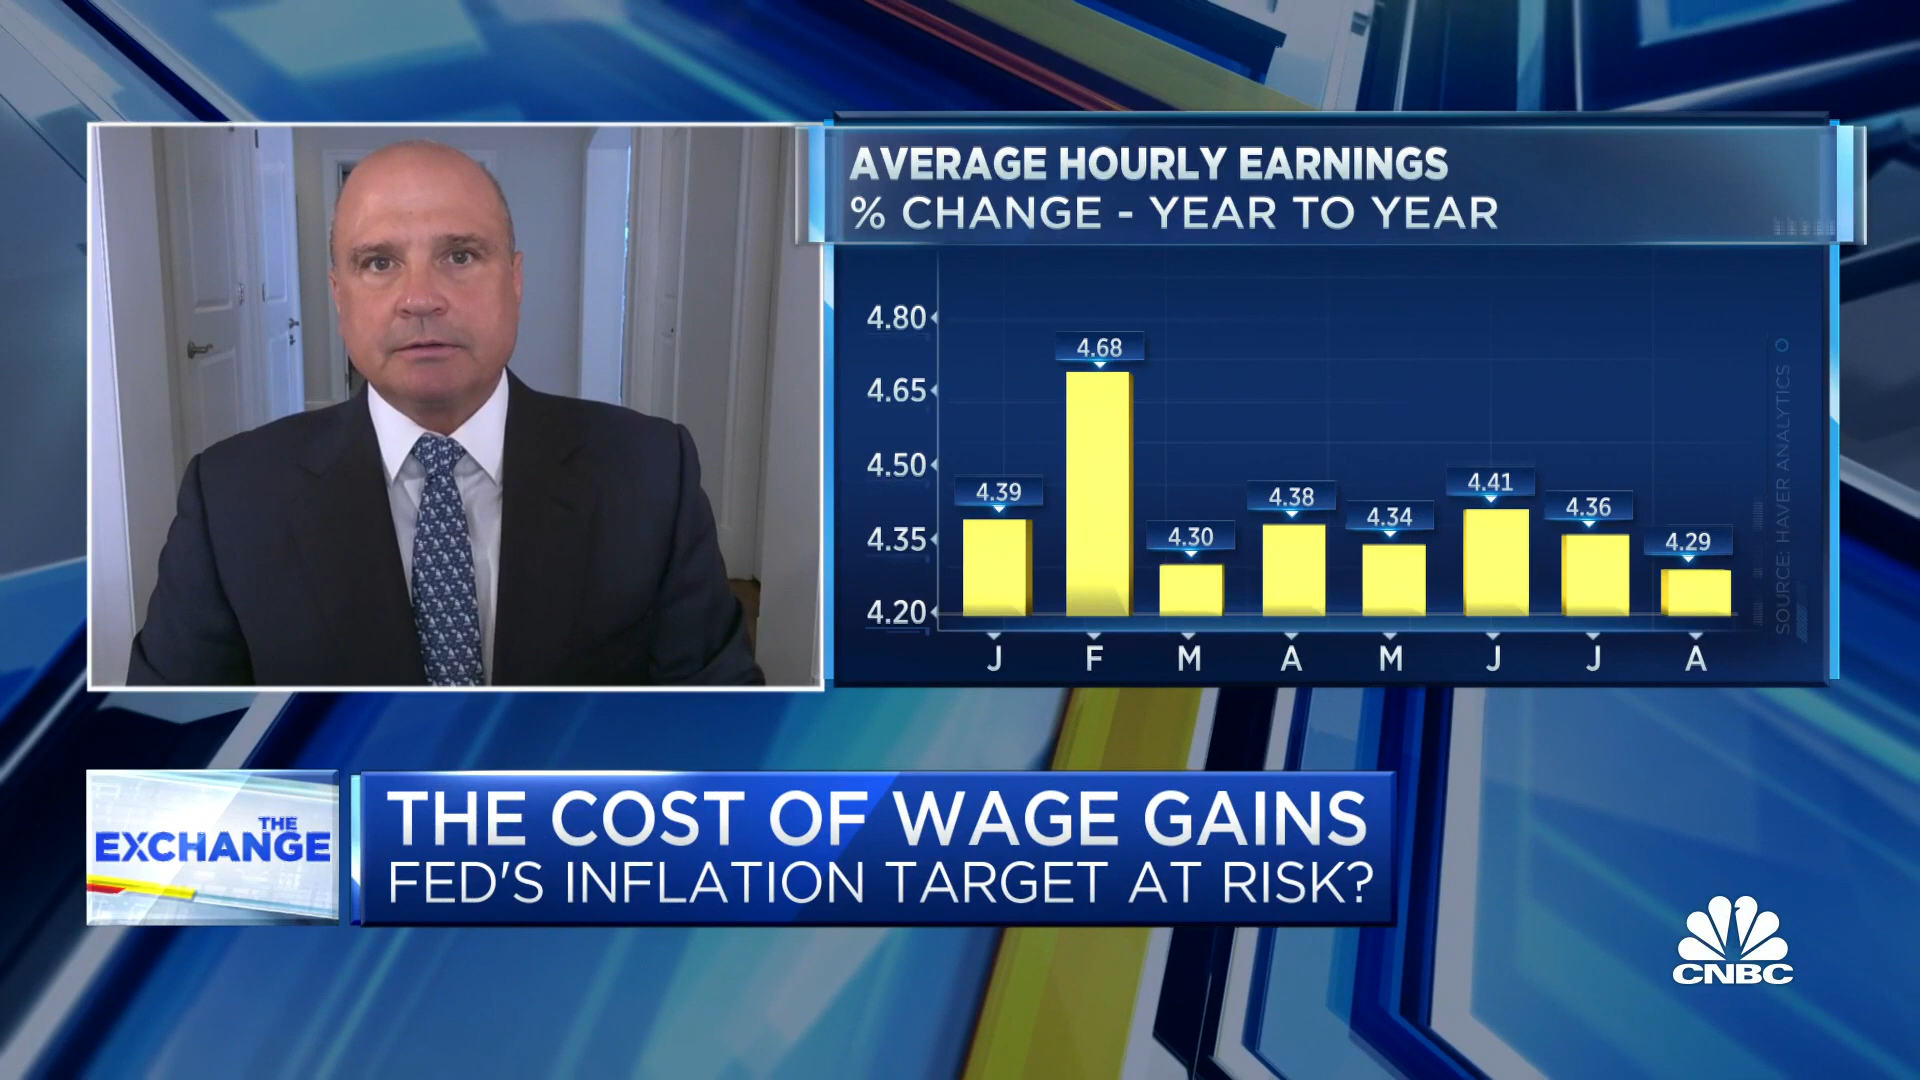 AVERAGE HOURLY EARNINGS
% CHANGE - YEAR TO YEAR
4.80
4.65
4.50
4.35
4.20
4.39
4.68
4.30
4.38
4.34
4.41
4.36
4.29
J F M A M J J A
SOURCE: HAVER ANALYTICS
THE
EXCHANGE
THE COST OF WAGE GAINS
FED'S INFLATION TARGET AT RISK?
CNBC